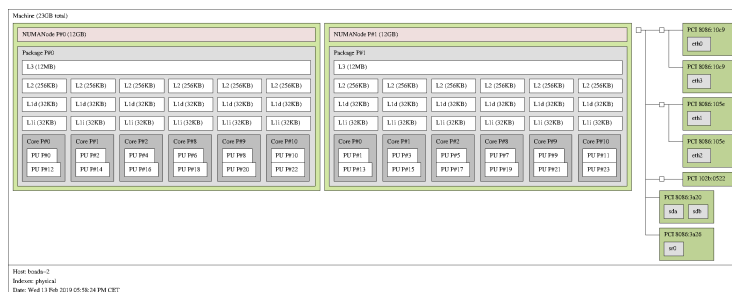 Machine (23GB total)
NUMANode P#0 (12GB)
Package P#0
L3 (12MB)
L2 (256KB) L2 (256KB) L2 (256KB) L2 (256KB) L2 (256KB) L2 (256KB)
L1d (32KB) L1d (32KB) L1d (32KB) L1d (32KB) L1d (32KB) L1d (32KB)
L1i (32KB) L1i (32KB) L1i (32KB) L1i (32KB) L1i (32KB) L1i (32KB)
Core P#0 Core P#1 Core P#2 Core P#8 Core P#9 Core P#10
PU P#0 PU P#2 PU P#4 PU P#6 PU P#8 PU P#10
PU P#12 PU P#14 PU P#16 PU P#18 PU P#20 PU P#22
NUMANode P#1 (12GB)
Package P#1
L3 (12MB)
L2 (256KB) L2 (256KB) L2 (256KB) L2 (256KB) L2 (256KB) L2 (256KB)
L1d (32KB) L1d (32KB) L1d (32KB) L1d (32KB) L1d (32KB) L1d (32KB)
L1i (32KB) L1i (32KB) L1i (32KB) L1i (32KB) L1i (32KB) L1i (32KB)
Core P#0 Core P#1 Core P#2 Core P#8 Core P#9 Core P#10
PU P#1 PU P#3 PU P#5 PU P#7 PU P#9 PU P#11
PU P#13 PU P#15 PU P#17 PU P#19 PU P#21 PU P#23
PCI 8086:10c9
eth0
PCI 8086:10c9
eth3
PCI 8086:105e
eth1
PCI 8086:105e
eth2
PCI 102b:0522
PCI 8086:3a20
sda sdb
PCI 8086:3a26
sr0
Host: boada-2
Indexes: physical
Date: Wed 13 Feb 2019 05:58:24 PM CET